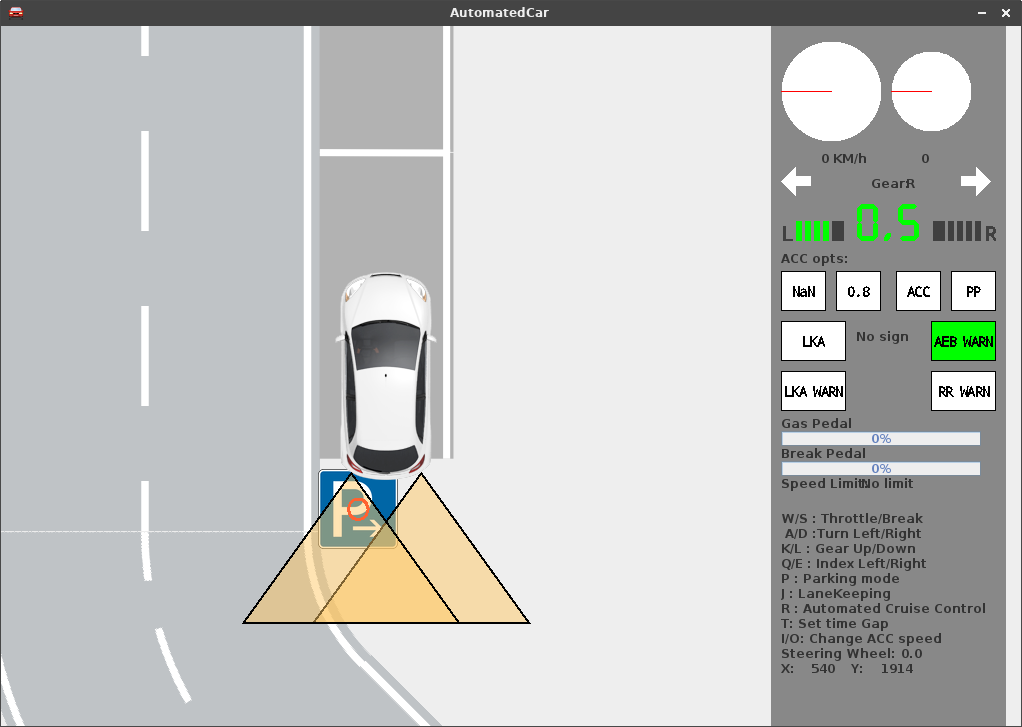 AutomatedCar
0 KM/h 0
Gear:R
L 0.5 R
ACC opts:
NaN 0.8 ACC PP
LKA No sign AEB WARN
LKA WARN RR WARN
Gas Pedal
0%
Break Pedal
0%
Speed Limit: No limit
P
W/S : Throttle/Break
A/D :Turn Left/Right
K/L : Gear Up/Down
Q/E : Index Left/Right
P : Parking mode
J : LaneKeeping
R : Automated Cruise Control
T: Set time Gap
I/O: Change ACC speed
Steering Wheel: 0.0
X: 540 Y: 1914